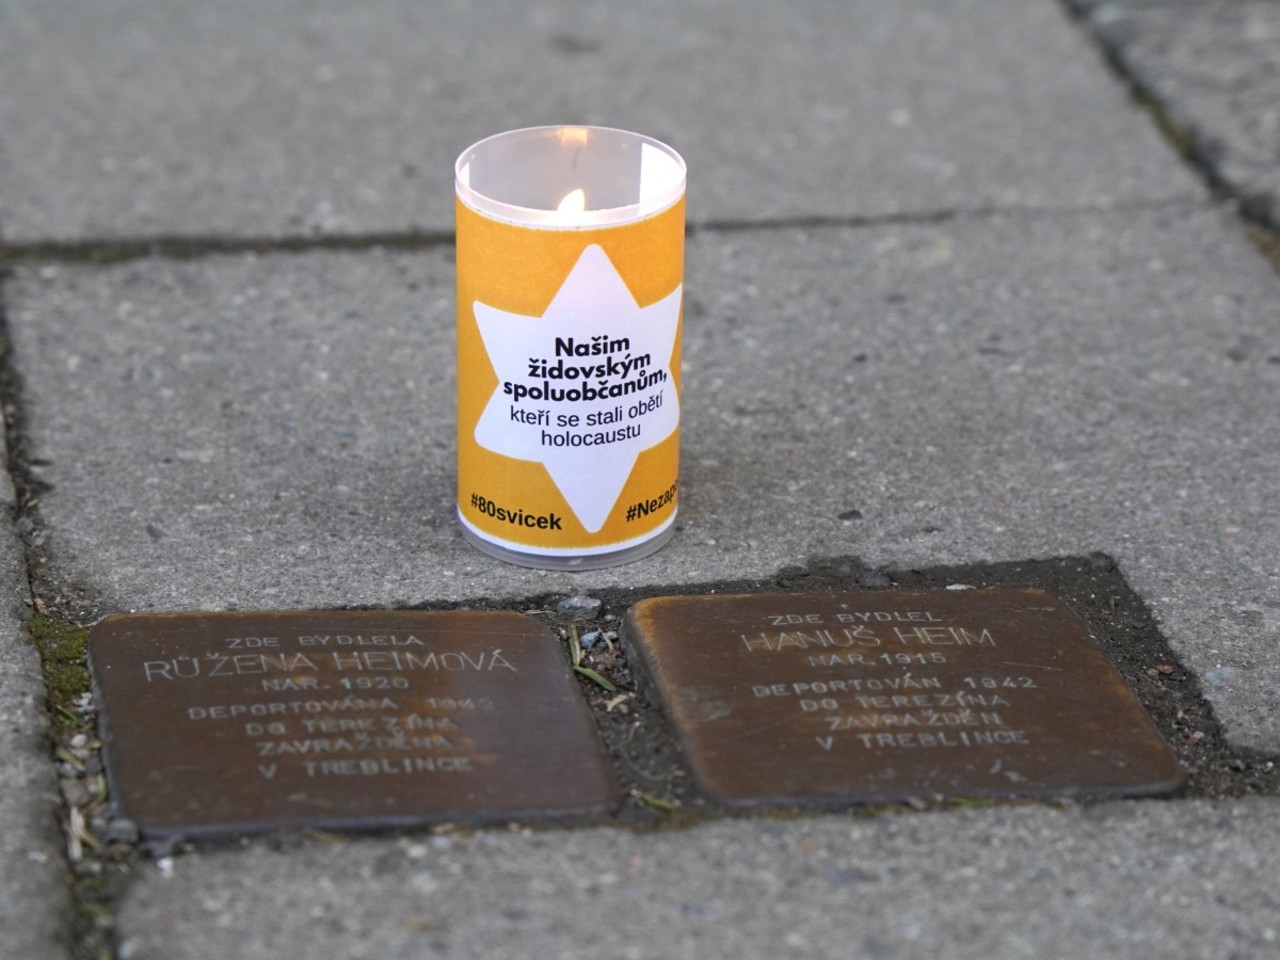 Našim
židovským
spoluobčanům,
kteří se stali obětí
holocaustu
#80svicek
ZDE BYDLELA
RŮŽENA HEIMOVÁ
NAR. 1920
DEPORTOVÁNA 1942
DO TEREZÍNA
ZAVRAŽDĚNA
V TREBLINCE
ZDE BYDLEL
HANUŠ HEIM
NAR. 1915
DEPORTOVÁN 1942
DO TEREZÍNA
ZAVRAŽDĚN
V TREBLINCE